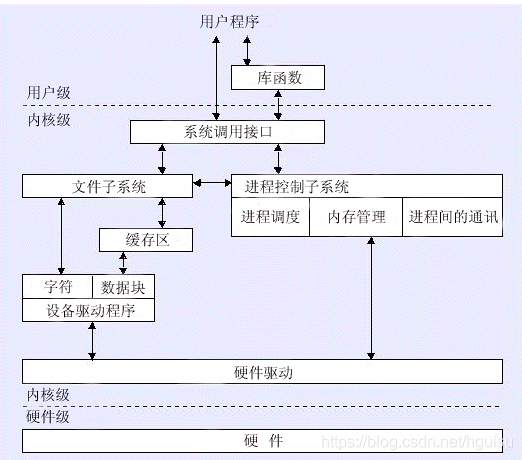 用户程序
库函数
用户级
内核级
系统调用接口
文件子系统
进程控制子系统
进程调度 内存管理 进程间的通讯
缓存区
字符 数据块
设备驱动程序
硬件驱动
内核级
硬件级
硬 件
https://blog.csdn.net/hguisu